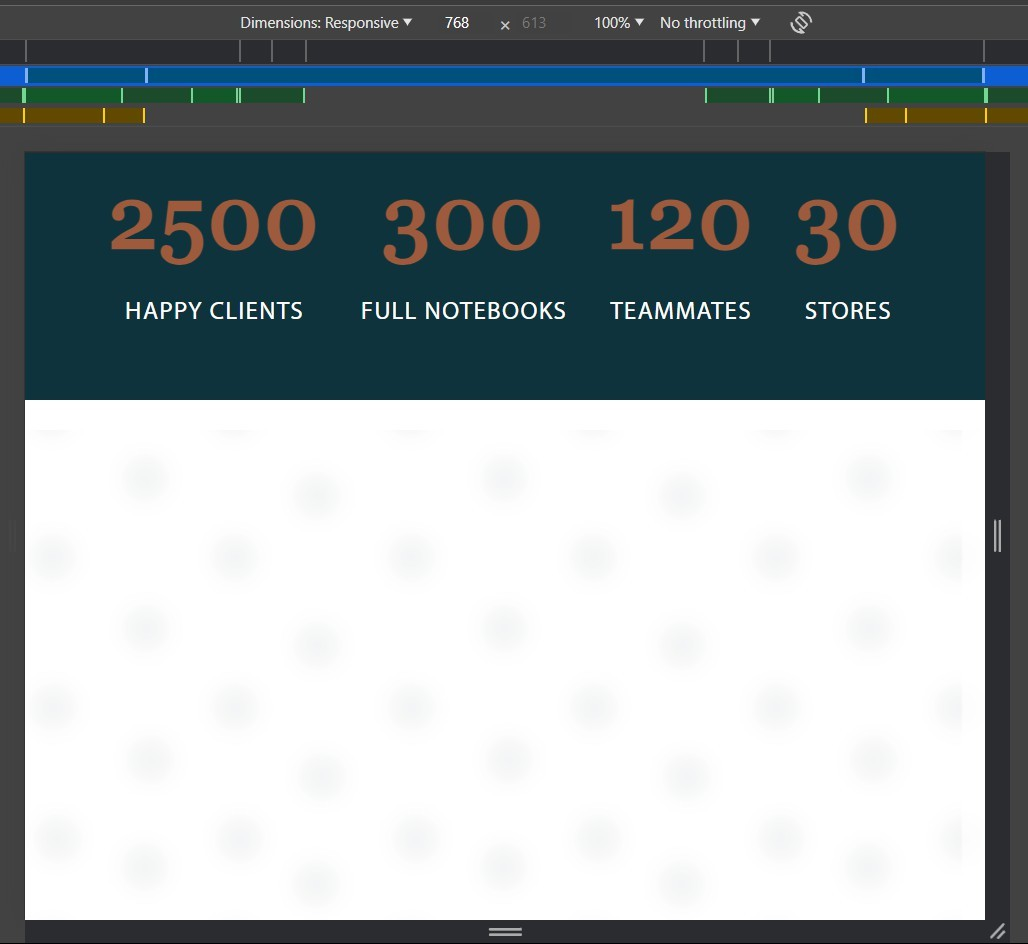 Dimensions: Responsive ▼ 768 × 613 100% ▼ No throttling ▼
2500 300 120 30
HAPPY CLIENTS FULL NOTEBOOKS TEAMMATES STORES